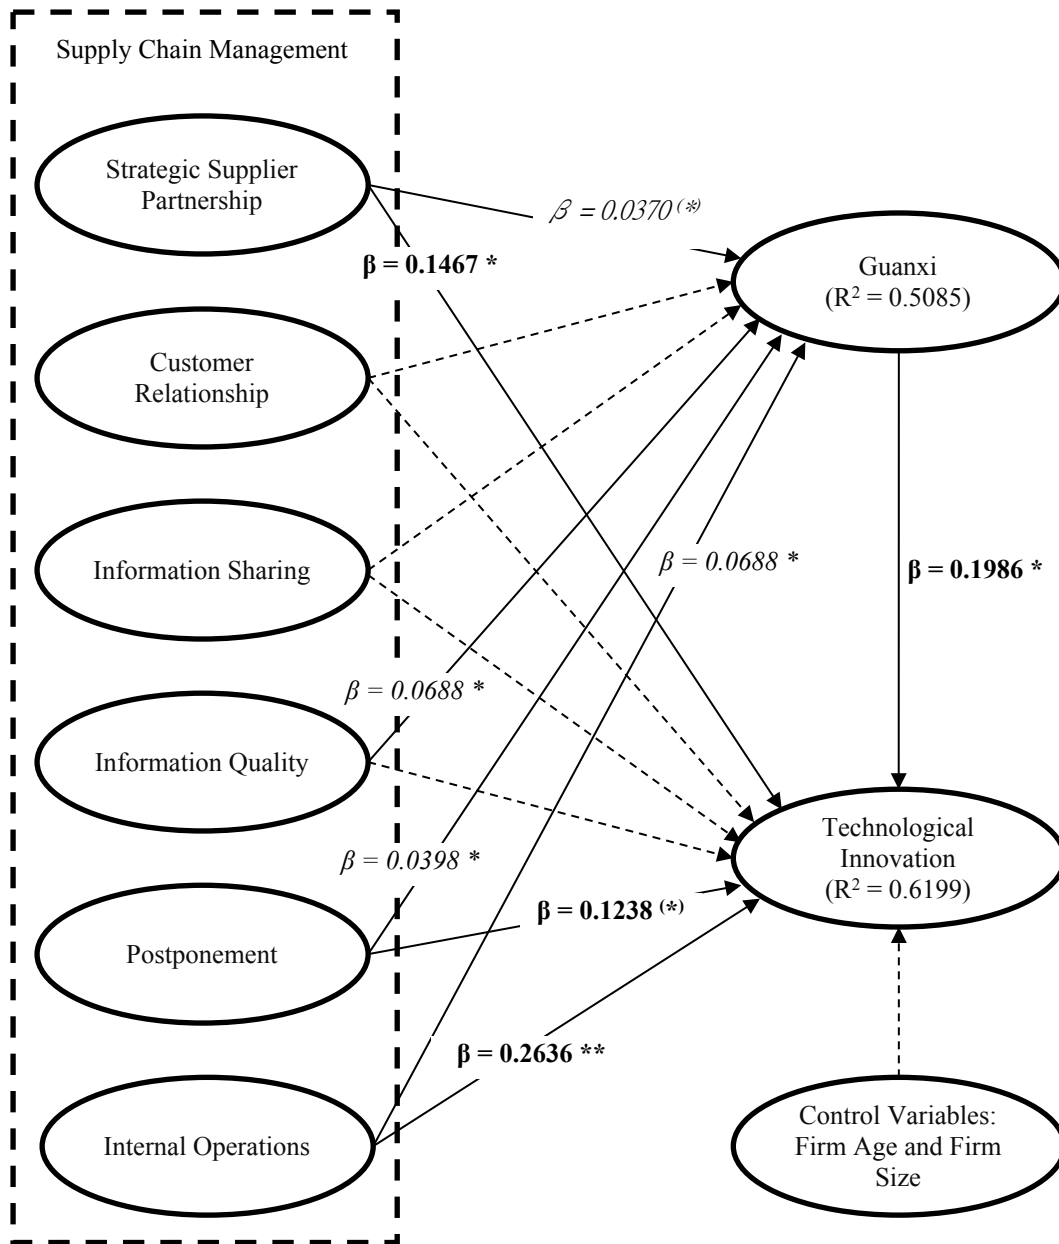 Supply Chain Management
Strategic Supplier
Partnership
β = 0.0370 (*)
β = 0.1467 *
Guanxi
(R² = 0.5085)
Customer
Relationship
Information Sharing
β = 0.0688 *
β = 0.1986 *
β = 0.0688 *
Information Quality
Technological
Innovation
(R² = 0.6199)
β = 0.0398 *
β = 0.1238 (*)
Postponement
β = 0.2636 **
Internal Operations
Control Variables:
Firm Age and Firm
Size